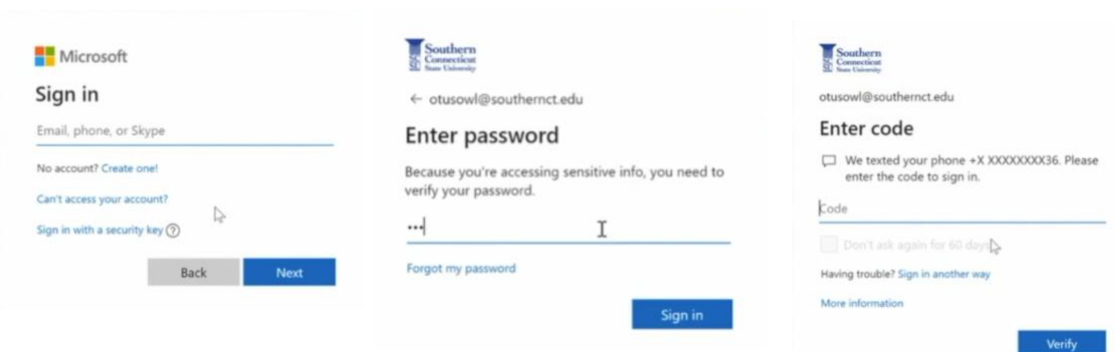 Microsoft
Sign in
Email, phone, or Skype
No account? Create one!
Can't access your account?
Sign in with a security key
Back
Next
Southern
Connecticut
State University
← otusowl@southernct.edu
Enter password
Because you're accessing sensitive info, you need to
verify your password.
•••
Forgot my password
Sign in
Southern
Connecticut
State University
otusowl@southernct.edu
Enter code
We texted your phone +X XXXXXXXX36. Please
enter the code to sign in.
Code
Don't ask again for 60 days
Having trouble? Sign in another way
More information
Verify